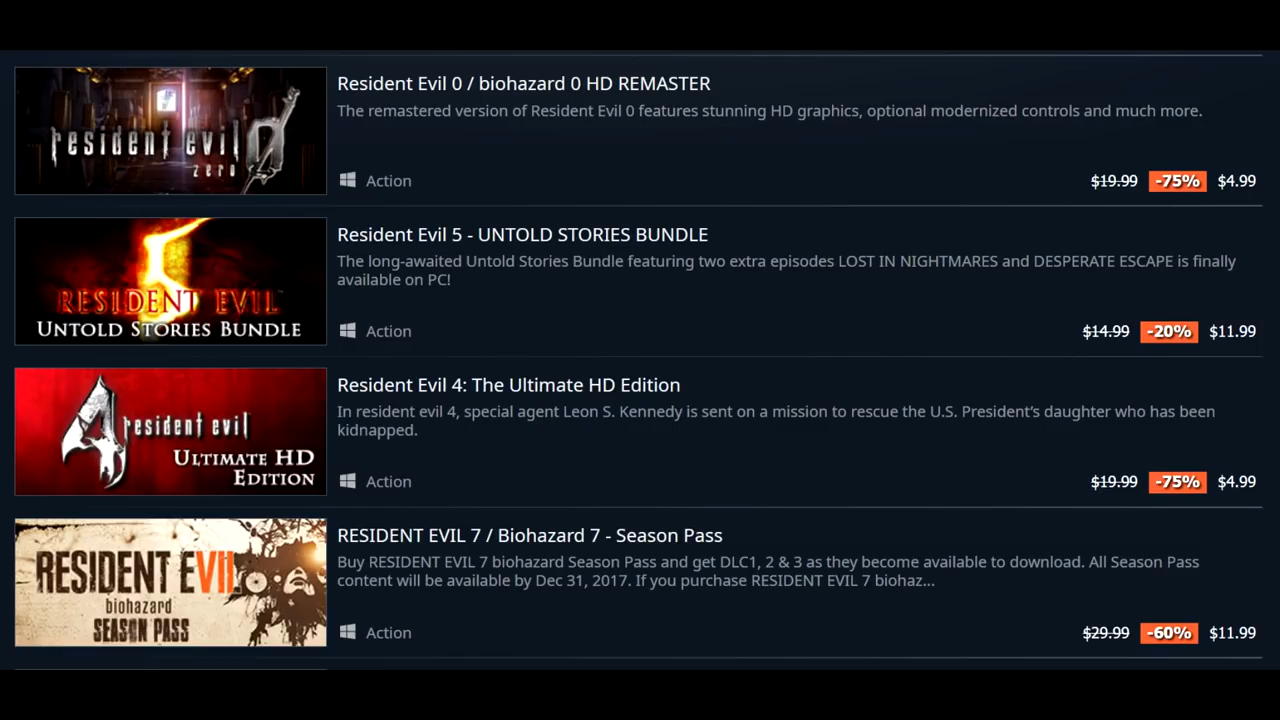 resident evil 0
zero
Resident Evil 0 / biohazard 0 HD REMASTER
The remastered version of Resident Evil 0 features stunning HD graphics, optional modernized controls and much more.
Action
$19.99 -75% $4.99
5
RESIDENT EVIL™
UNTOLD STORIES BUNDLE
Resident Evil 5 - UNTOLD STORIES BUNDLE
The long-awaited Untold Stories Bundle featuring two extra episodes LOST IN NIGHTMARES and DESPERATE ESCAPE is finally
available on PC!
Action
$14.99 -20% $11.99
4 resident evil
ULTIMATE HD
EDITION
Resident Evil 4: The Ultimate HD Edition
In resident evil 4, special agent Leon S. Kennedy is sent on a mission to rescue the U.S. President’s daughter who has been
kidnapped.
Action
$19.99 -75% $4.99
RESIDENT EVIL
biohazard
SEASON PASS
RESIDENT EVIL 7 / Biohazard 7 - Season Pass
Buy RESIDENT EVIL 7 biohazard Season Pass and get DLC1, 2 & 3 as they become available to download. All Season Pass
content will be available by Dec 31, 2017. If you purchase RESIDENT EVIL 7 biohaz...
Action
$29.99 -60% $11.99